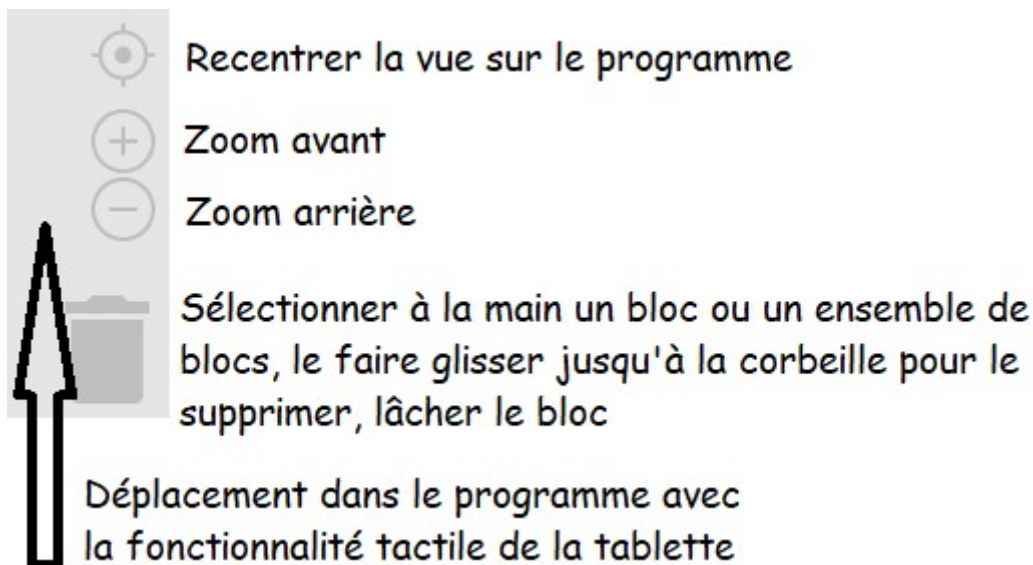 Recentrer la vue sur le programme
Zoom avant
Zoom arrière
Sélectionner à la main un bloc ou un ensemble de
blocs, le faire glisser jusqu'à la corbeille pour le
supprimer, lâcher le bloc
Déplacement dans le programme avec
la fonctionnalité tactile de la tablette